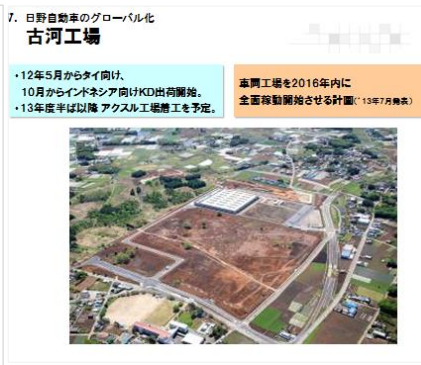 7. 日野自動車のグローバル化
古河工場
・12年5月からタイ向け、
10月からインドネシア向けKD出荷開始。
・13年度半ば以降 アクスル工場着工を予定。
車両工場を2016年内に
全面稼動開始させる計画(’13年7月発表)